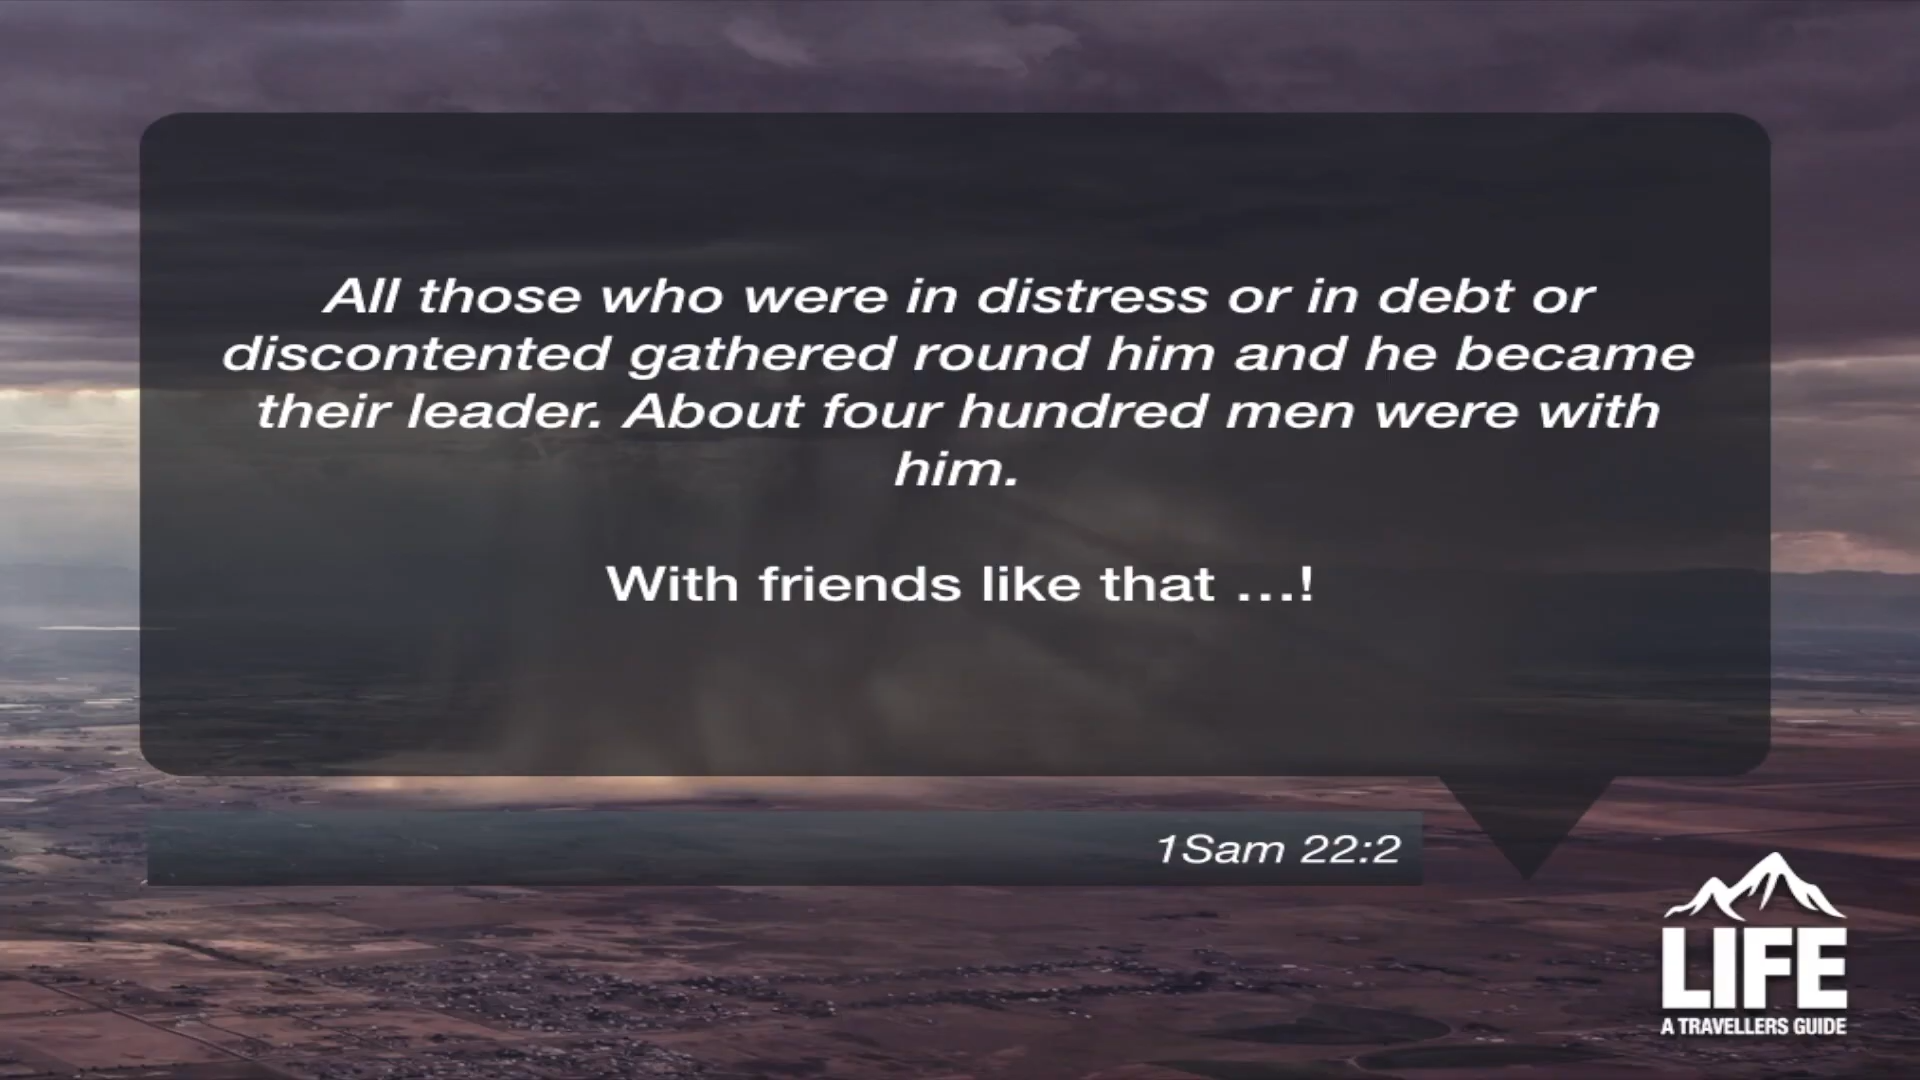 All those who were in distress or in debt or
discontented gathered round him and he became
their leader. About four hundred men were with
him.
With friends like that ...!
1Sam 22:2
LIFE
A TRAVELLERS GUIDE